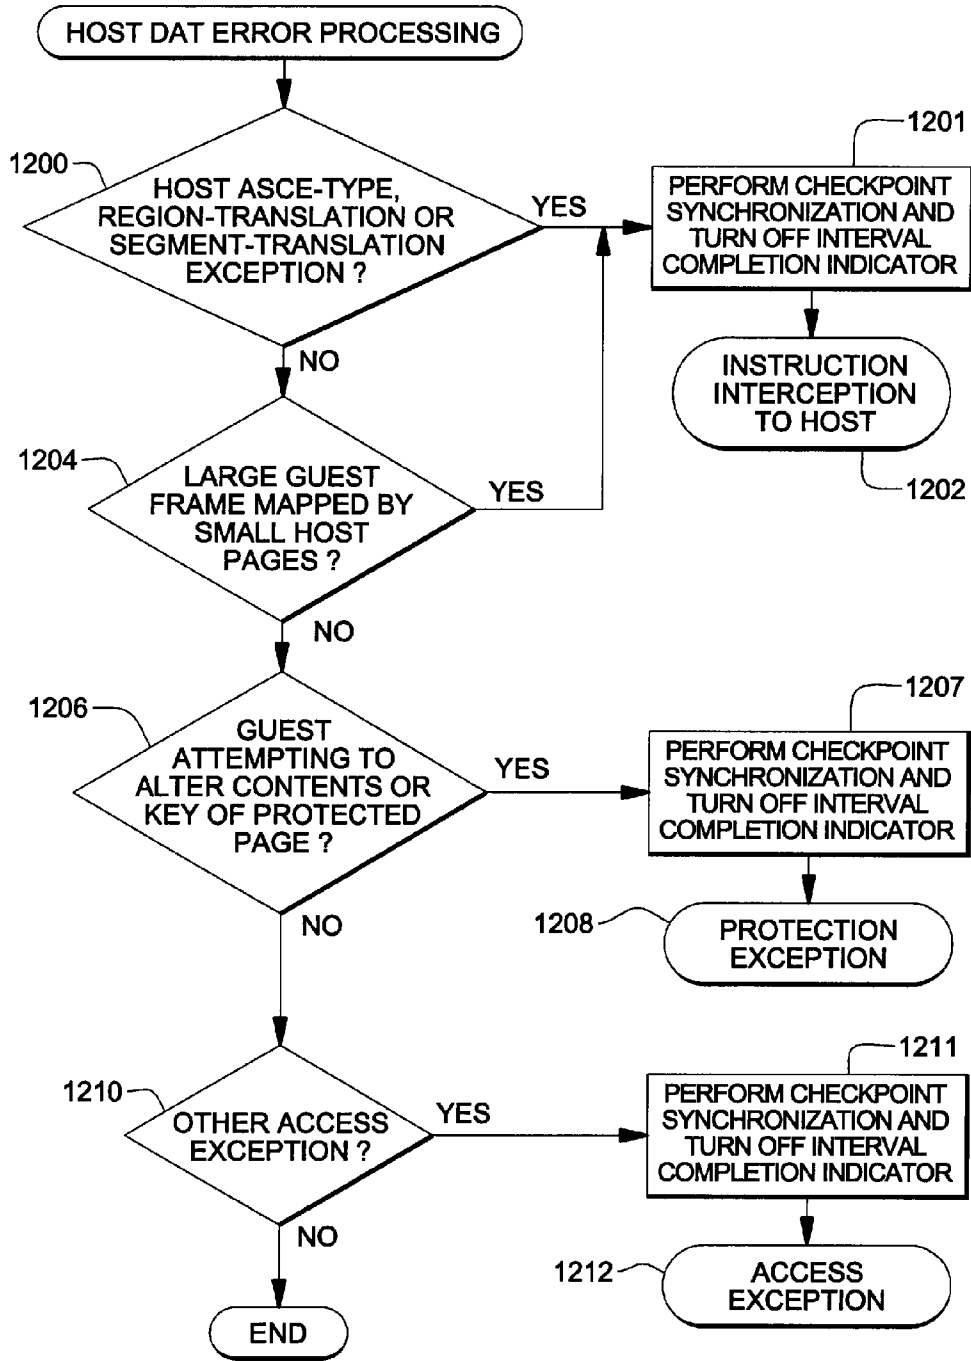 HOST DAT ERROR PROCESSING
1200
HOST ASCE-TYPE,
REGION-TRANSLATION OR
SEGMENT-TRANSLATION
EXCEPTION ?
YES
NO
1201
PERFORM CHECKPOINT
SYNCHRONIZATION AND
TURN OFF INTERVAL
COMPLETION INDICATOR
INSTRUCTION
INTERCEPTION
TO HOST
1202
1204
LARGE GUEST
FRAME MAPPED BY
SMALL HOST
PAGES ?
YES
NO
1206
GUEST
ATTEMPTING TO
ALTER CONTENTS OR
KEY OF PROTECTED
PAGE ?
YES
NO
1207
PERFORM CHECKPOINT
SYNCHRONIZATION AND
TURN OFF INTERVAL
COMPLETION INDICATOR
1208
PROTECTION
EXCEPTION
1210
OTHER ACCESS
EXCEPTION ?
YES
NO
1211
PERFORM CHECKPOINT
SYNCHRONIZATION AND
TURN OFF INTERVAL
COMPLETION INDICATOR
1212
ACCESS
EXCEPTION
END